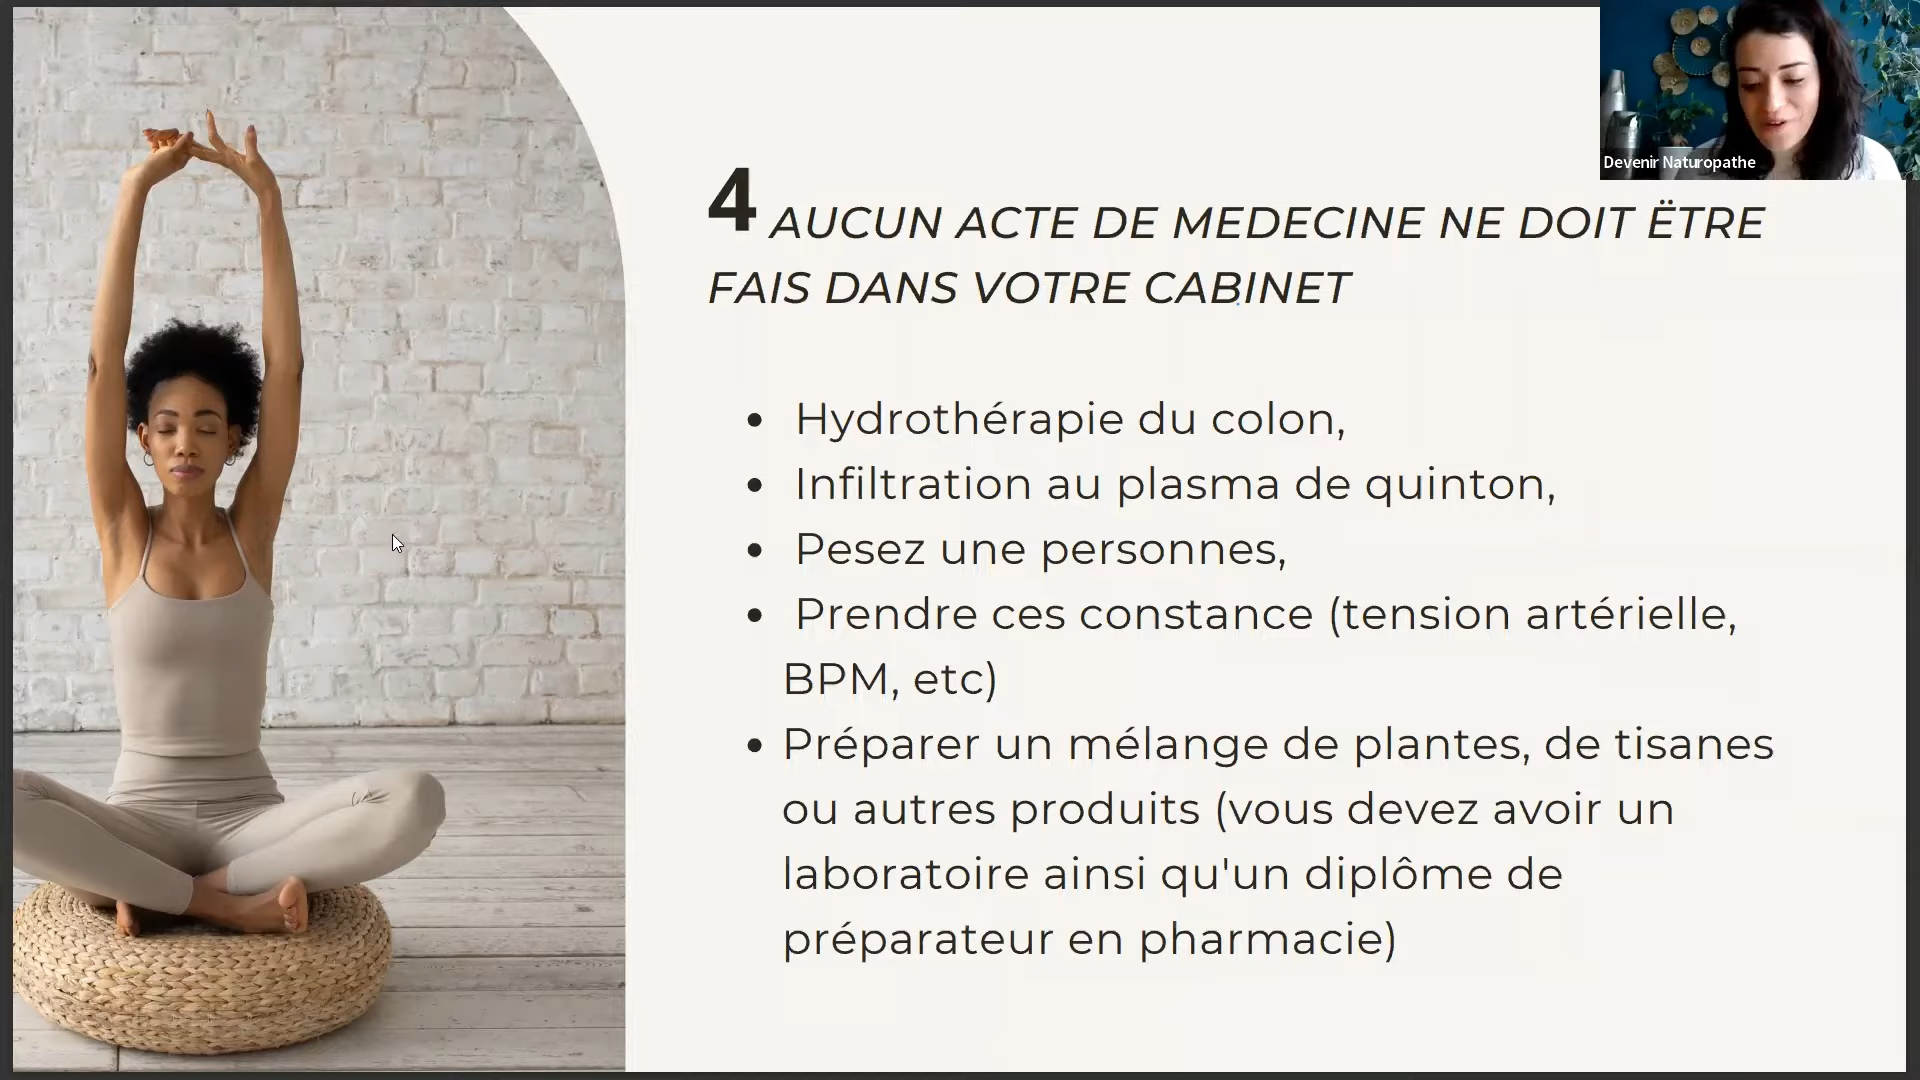 Devenir Naturopathe
4 AUCUN ACTE DE MEDECINE NE DOIT ËTRE
FAIS DANS VOTRE CABINET
• Hydrothérapie du colon,
• Infiltration au plasma de quinton,
• Pesez une personnes,
• Prendre ces constance (tension artérielle,
BPM, etc)
• Préparer un mélange de plantes, de tisanes
ou autres produits (vous devez avoir un
laboratoire ainsi qu'un diplôme de
préparateur en pharmacie)